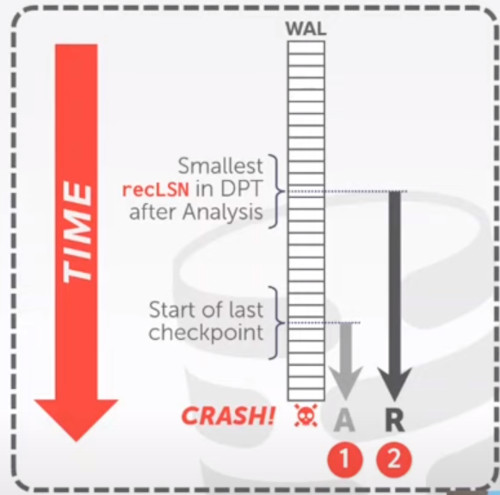 WAL
TIME
Smallest
recLSN in DPT
after Analysis
Start of last
checkpoint
CRASH! A R
1 2